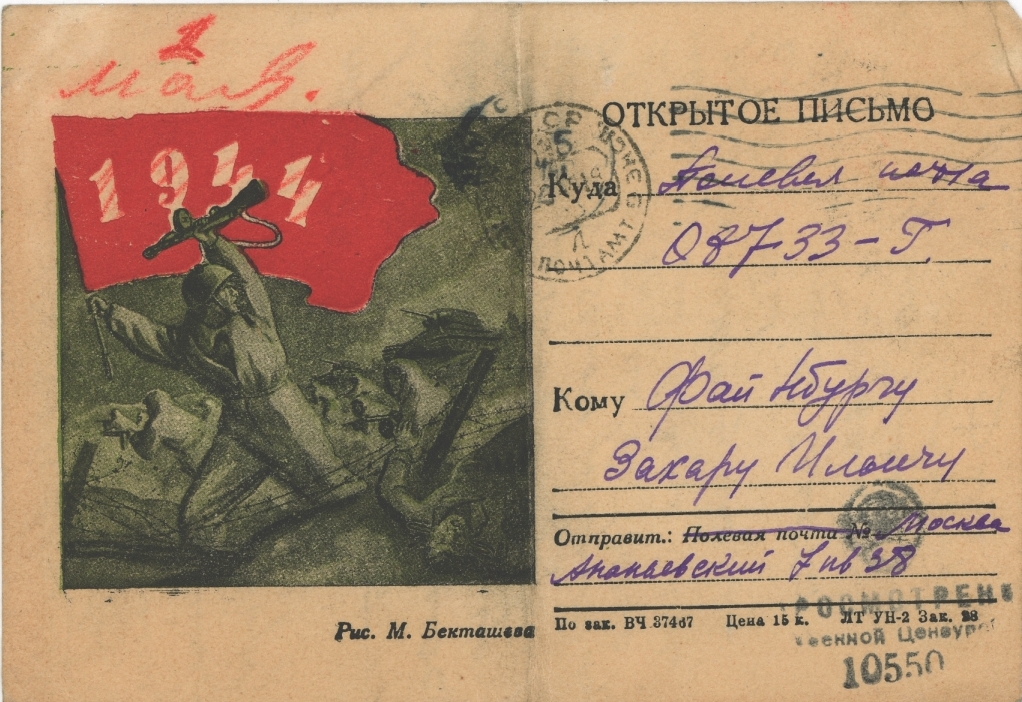 1
мая.
1944
ОТКРЫТОЕ ПИСЬМО
Куда Полевая почта
08733-Г.
Кому Файнбургу
Захару Ильичу
Отправит.: Полевая почта № Москва
Ананьевский 7 кв 38
Рис. М. Бекташева
По зак. ВЧ 37467 Цена 15 к. ЛТ УН-2 Зак. 28
ПРОСМОТРЕНО
Военной Цензурой
10550